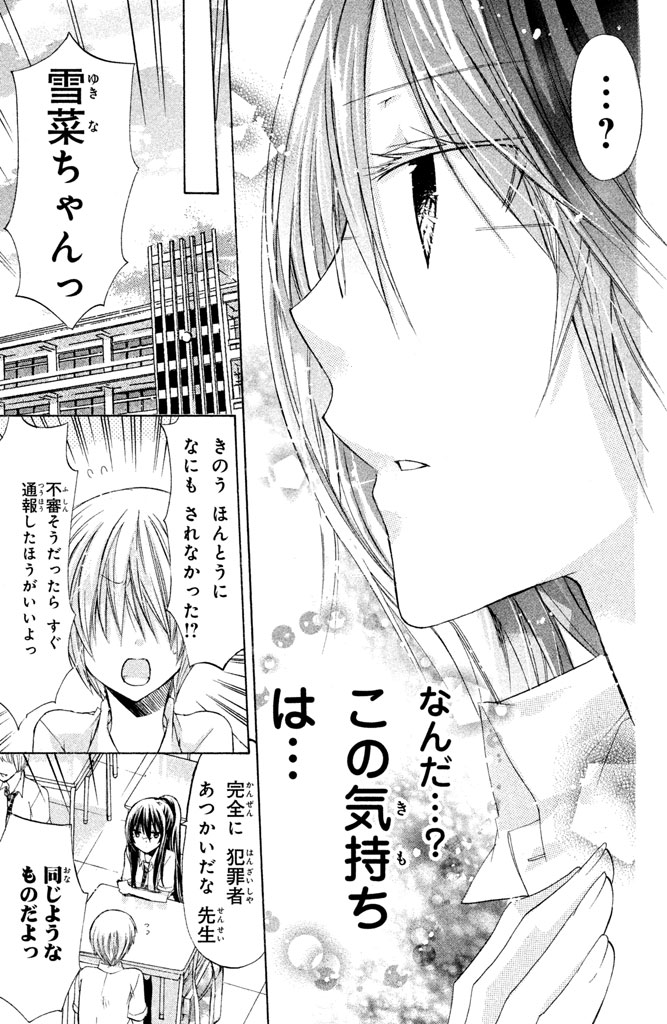 …？
なんだ…？
この気持ち
は…
雪菜ちゃんっ
きのう ほんとうに
なにも されなかった!?
不審そうだったら すぐ
通報したほうがいいよっ
完全に 犯罪者
あつかいだな 先生
同じような
ものだよっ